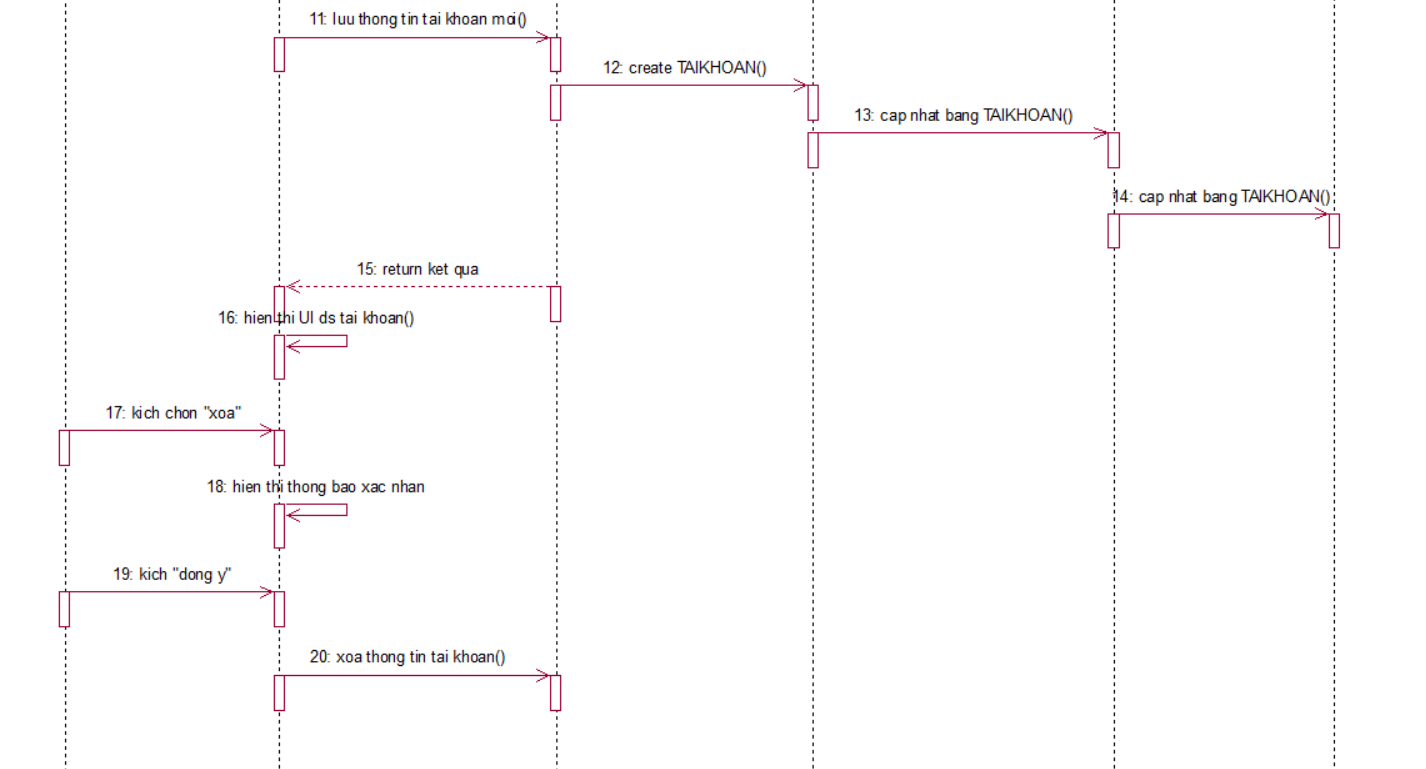 11: luu thong tin tai khoan moi()
12: create TAIKHOAN()
13: cap nhat bang TAIKHOAN()
14: cap nhat bang TAIKHOAN()
15: return ket qua
16: hien thi UI ds tai khoan()
17: kich chon "xoa"
18: hien thi thong bao xac nhan
19: kich "dong y"
20: xoa thong tin tai khoan()